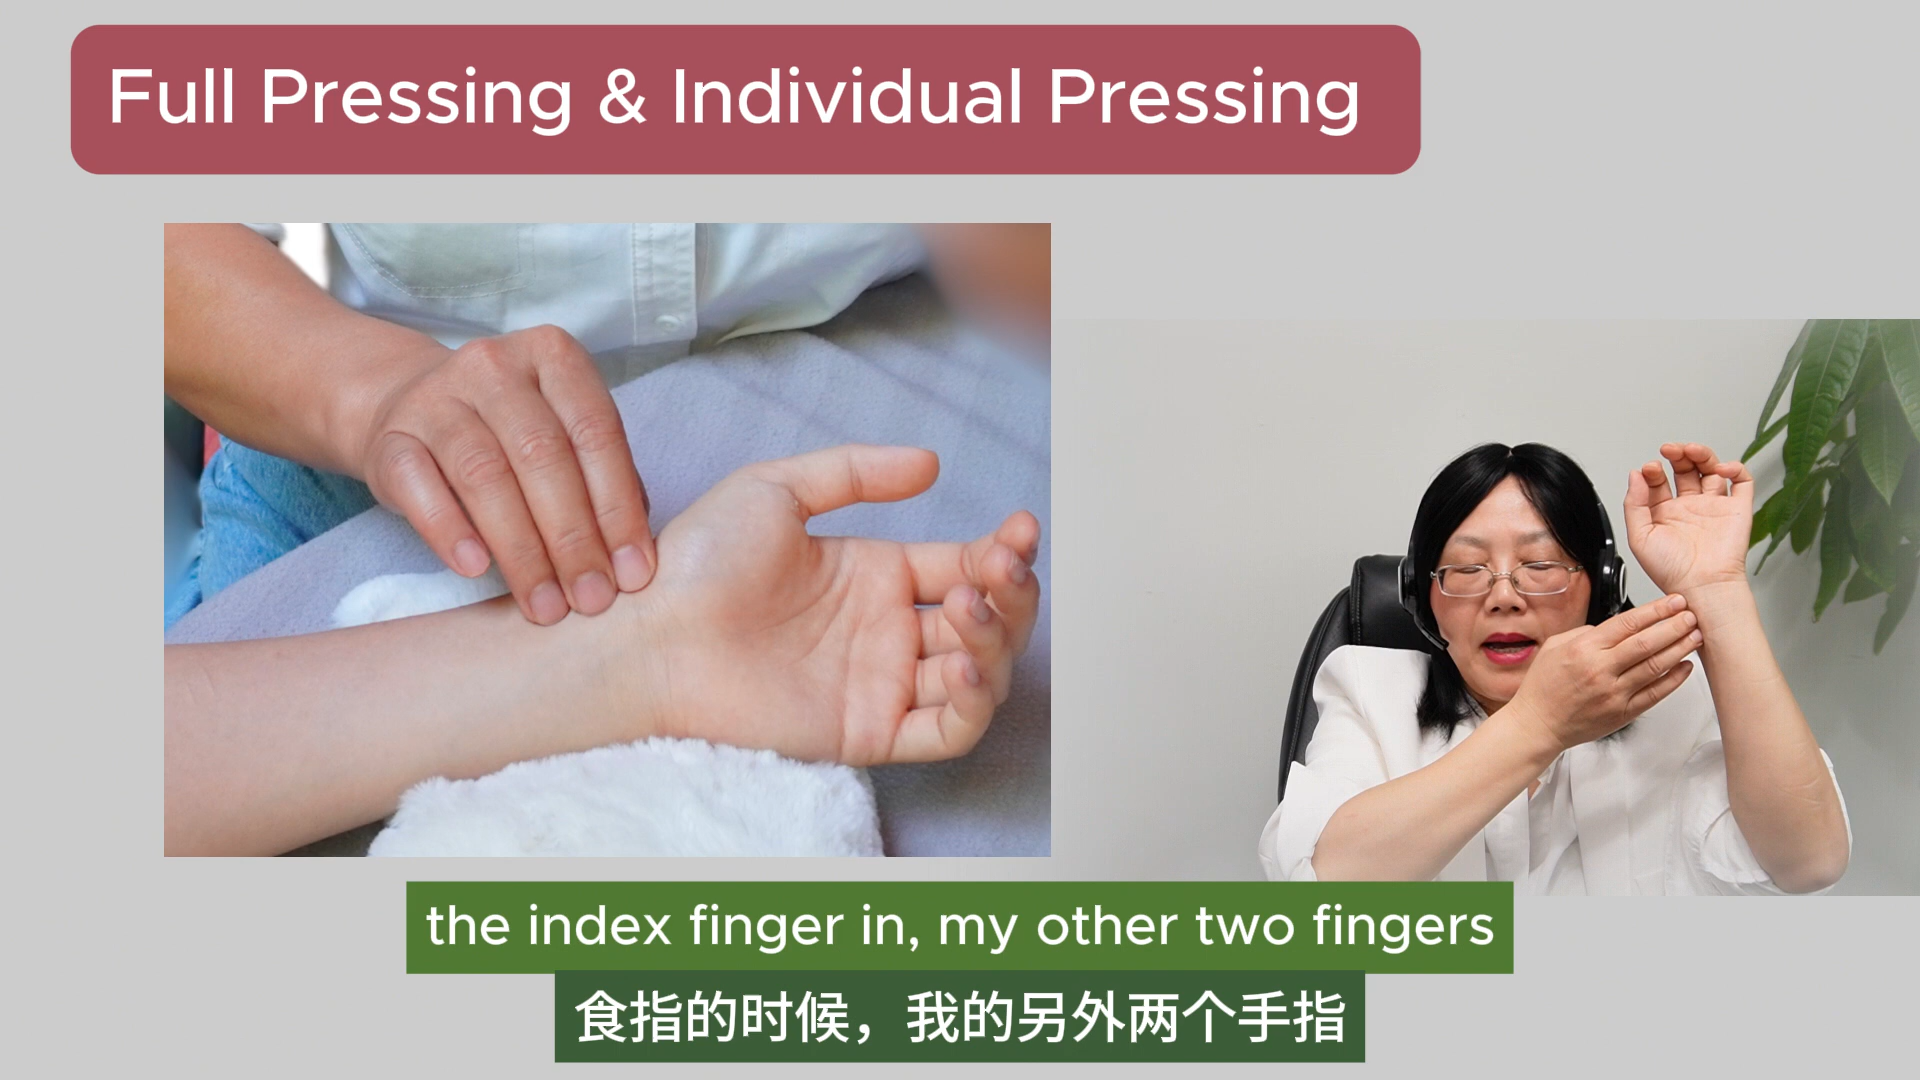 Full Pressing & Individual Pressing
the index finger in, my other two fingers
食指的时候，我的另外两个手指